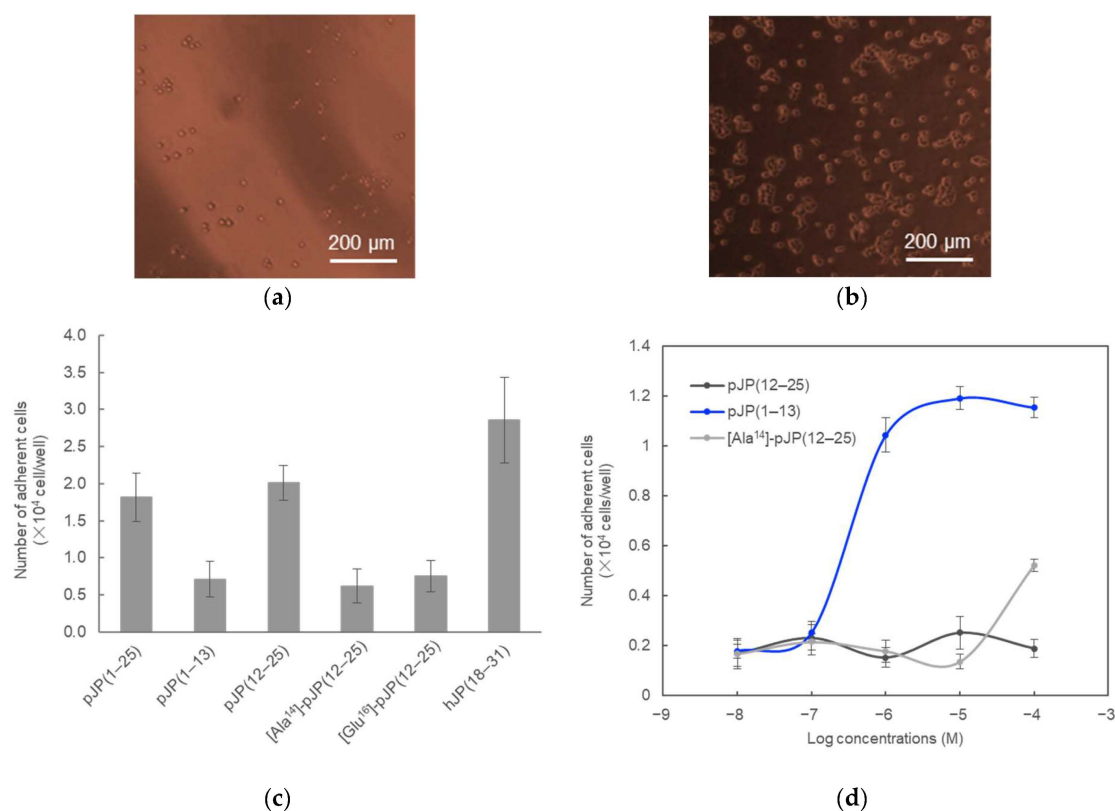 200 μm
200 μm
(a)
(b)
4.0
3.5
3.0
2.5
2.0
1.5
1.0
0.5
0.0
Number of adherent cells
(×10⁴ cell/well)
pJP(1–25)
pJP(1–13)
pJP(12–25)
[Ala¹⁴]-pJP(12–25)
[Glu¹⁶]-pJP(12–25)
hJP(18–31)
1.4
1.2
1
0.8
0.6
0.4
0.2
0
Number of adherent cells
(×10⁴ cells/well)
pJP(12–25)
pJP(1–13)
[Ala¹⁴]-pJP(12–25)
−9
−8
−7
−6
−5
−4
−3
Log concentrations (M)
(c)
(d)